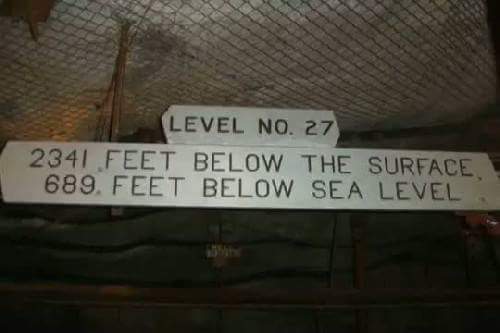 LEVEL NO. 27
2341 FEET BELOW THE SURFACE,
689 FEET BELOW SEA LEVEL